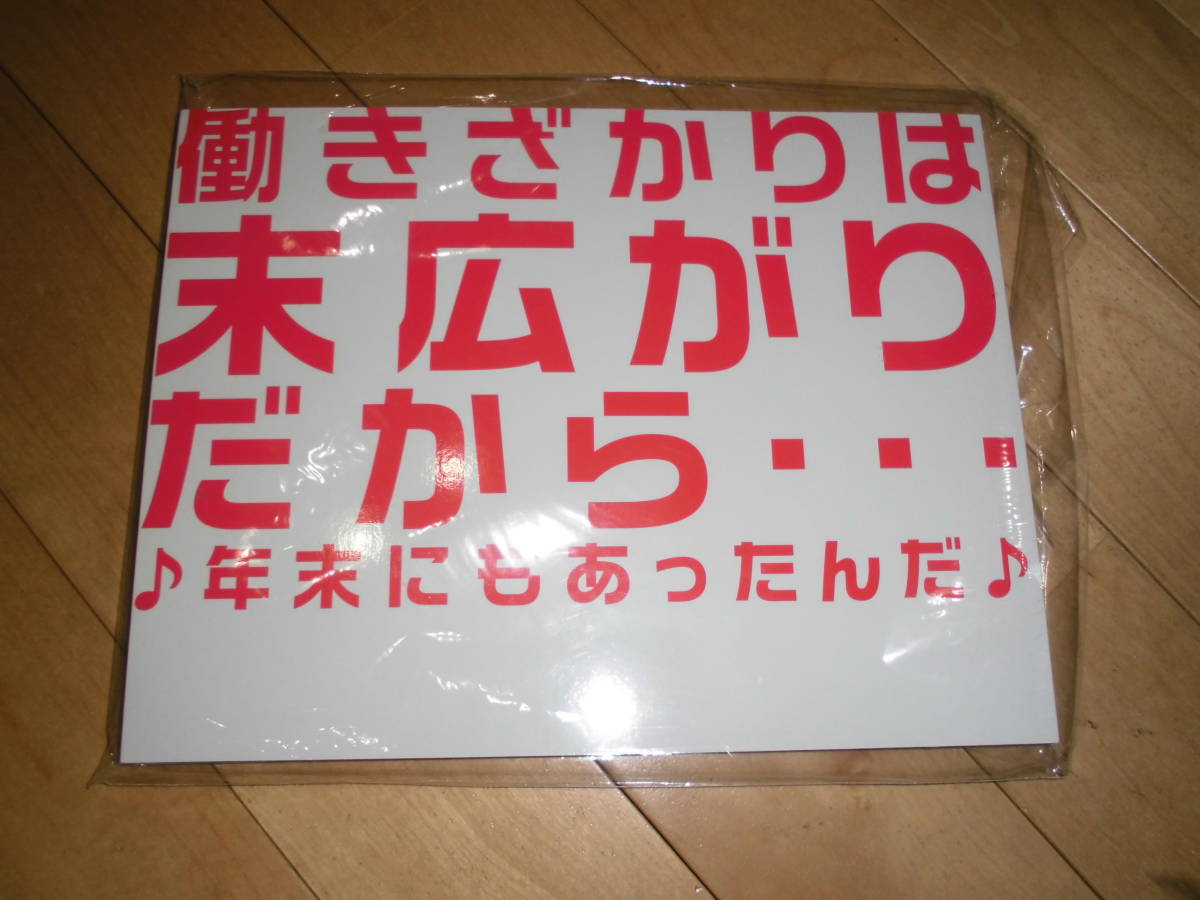 働きざかりは
末広がり
だから・・・
♪年末にもあったんだ♪